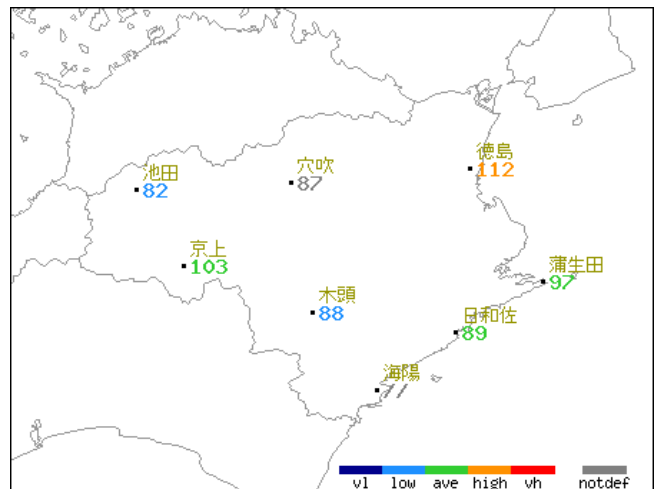 徳島
112
穴吹
87
池田
82
京上
103
蒲生田
97
木頭
88
日和佐
89
海陽
vl low ave high vh notdef